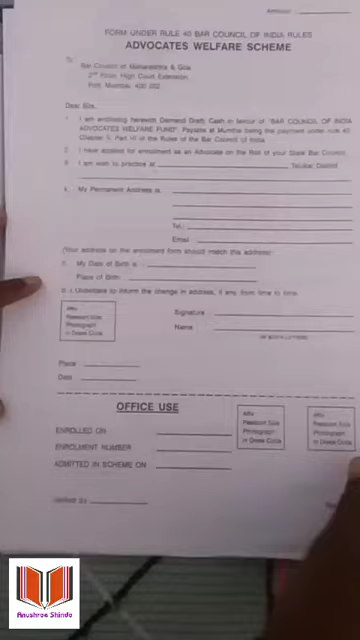 Amount :
FORM UNDER RULE 40 BAR COUNCIL OF INDIA RULES
ADVOCATES WELFARE SCHEME
To,
Bar Council of Maharashtra & Goa
2nd Floor, High Court Extension,
Fort, Mumbai. 400 032.
Dear Sirs,
1. I am enclosing herewith Demand Draft/ Cash in favour of "BAR COUNCIL OF INDIA
ADVOCATES WELFARE FUND", Payable at Mumbai being the payment under rule 40
Chapter II, Part VI of the Rules of the Bar Council of India.
2. I have applied for enrolment as an Advocate on the Roll of your State Bar Council.
3. I am wish to practice at Taluka/ District
4. My Permanent Address is :
Tel.:
Email :
(Your address on the enrolment form should match this address)
5. My Date of Birth is :
Place of Birth :
6. I Undertake to inform the change in address, if any, from time to time.
Affix
Passport Size
Photograph
in Dress Code
Signature :
Name :
(IN BLOCK LETTERS)
Place :
Date :
OFFICE USE
Affix
Passport Size
Photograph
in Dress Code
Affix
Passport Size
Photograph
in Dress Code
ENROLLED ON :
ENROLMENT NUMBER :
ADMITTED IN SCHEME ON :
Anushree Shinde